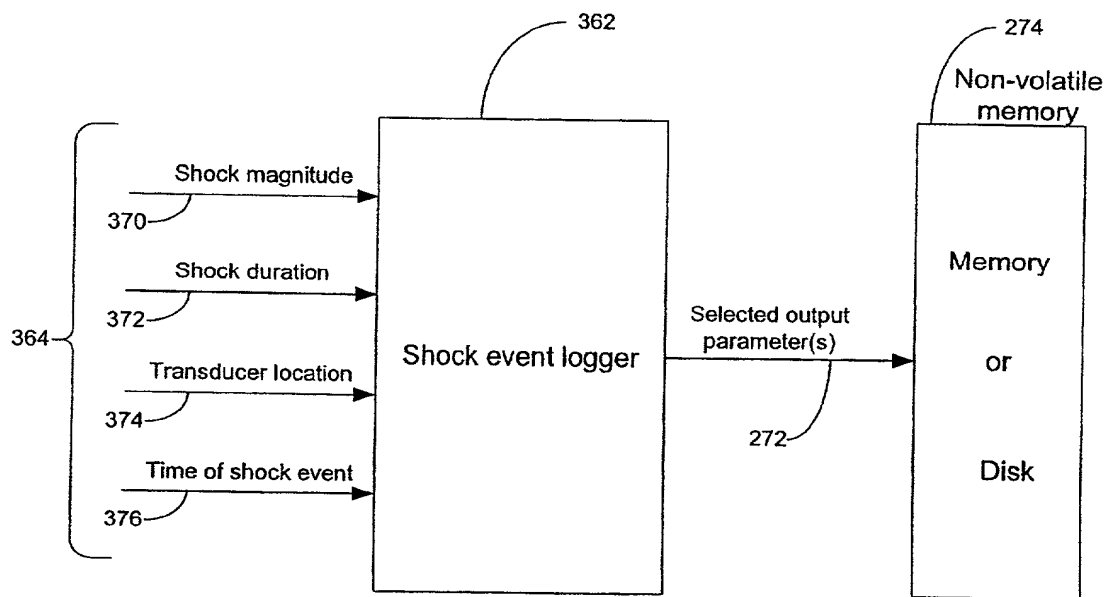 362
274
Non-volatile
memory
Shock magnitude
370
Shock duration
372
364
Transducer location
374
Time of shock event
376
Shock event logger
Selected output
parameter(s)
272
Memory
or
Disk